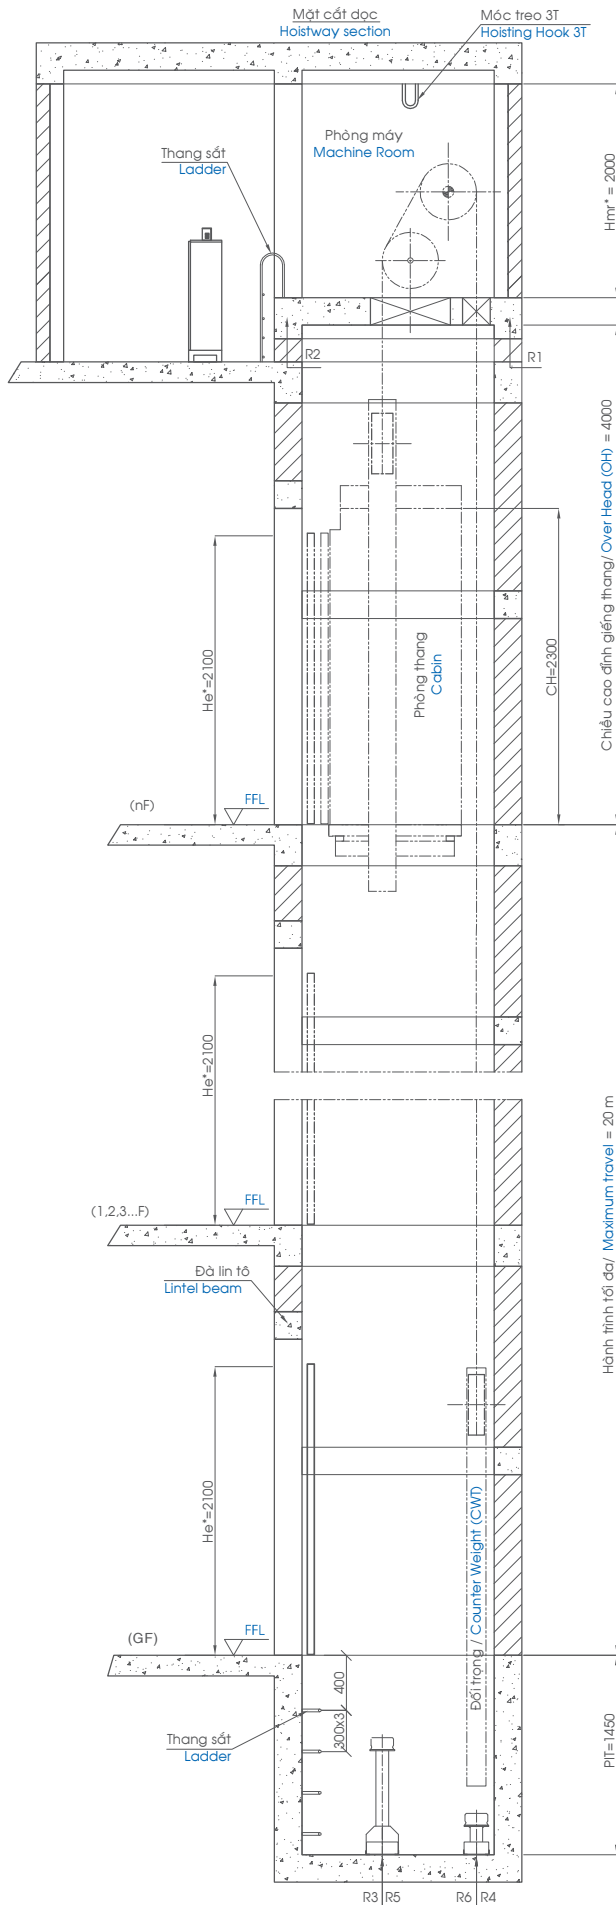 Mặt cắt dọc
Hoistway section
Móc treo 3T
Hoisting Hook 3T
Phòng máy
Machine Room
Thang sắt
Ladder
Hmr* = 2000
R2
R1
Chiều cao đỉnh giếng thang/ Over Head (OH) = 4000
He*=2100
Phòng thang
Cabin
CH=2300
(nF)
FFL
He*=2100
Hành trình tối đa/ Maximum travel = 20 m
(1,2,3...F)
FFL
Đà lin tô
Lintel beam
He*=2100
Đối trọng / Counter Weight (CWT)
(GF)
FFL
400
300x3
Thang sắt
Ladder
PIT=1450
R3 R5
R6 R4